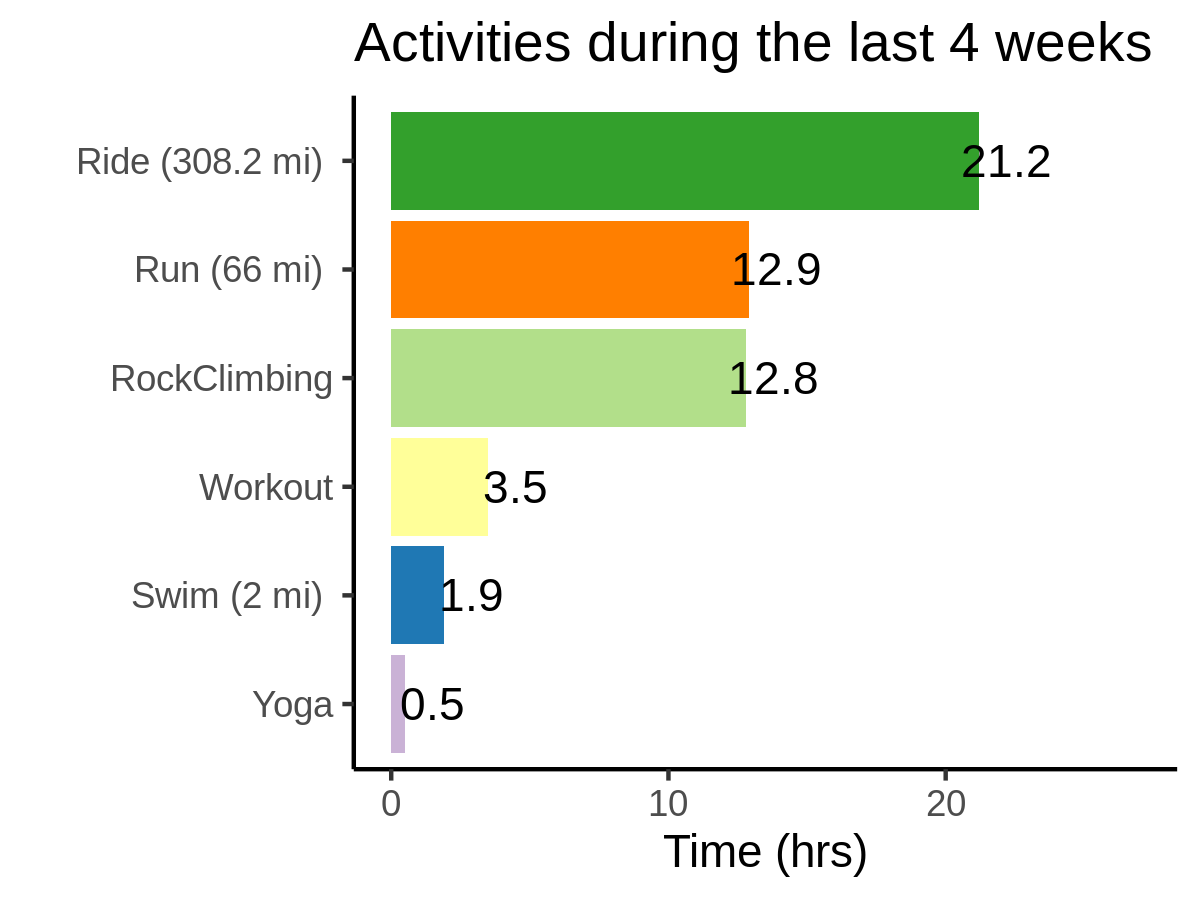 Activities during the last 4 weeks
Ride (308.2 mi) 21.2
Run (66 mi) 12.9
RockClimbing 12.8
Workout 3.5
Swim (2 mi) 1.9
Yoga 0.5
0 10 20
Time (hrs)